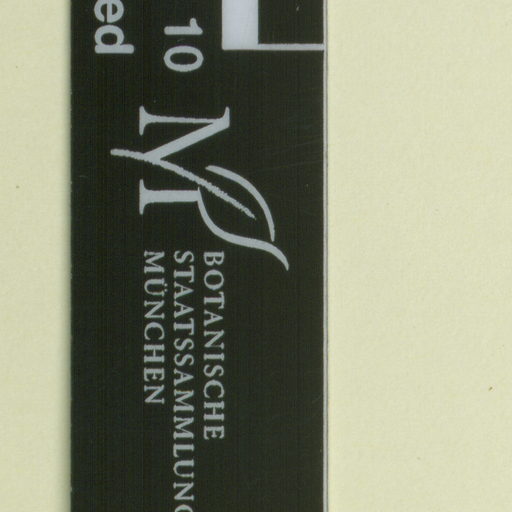 ed
10
BOTANISCHE
STAATSSAMMLUNG
MÜNCHEN